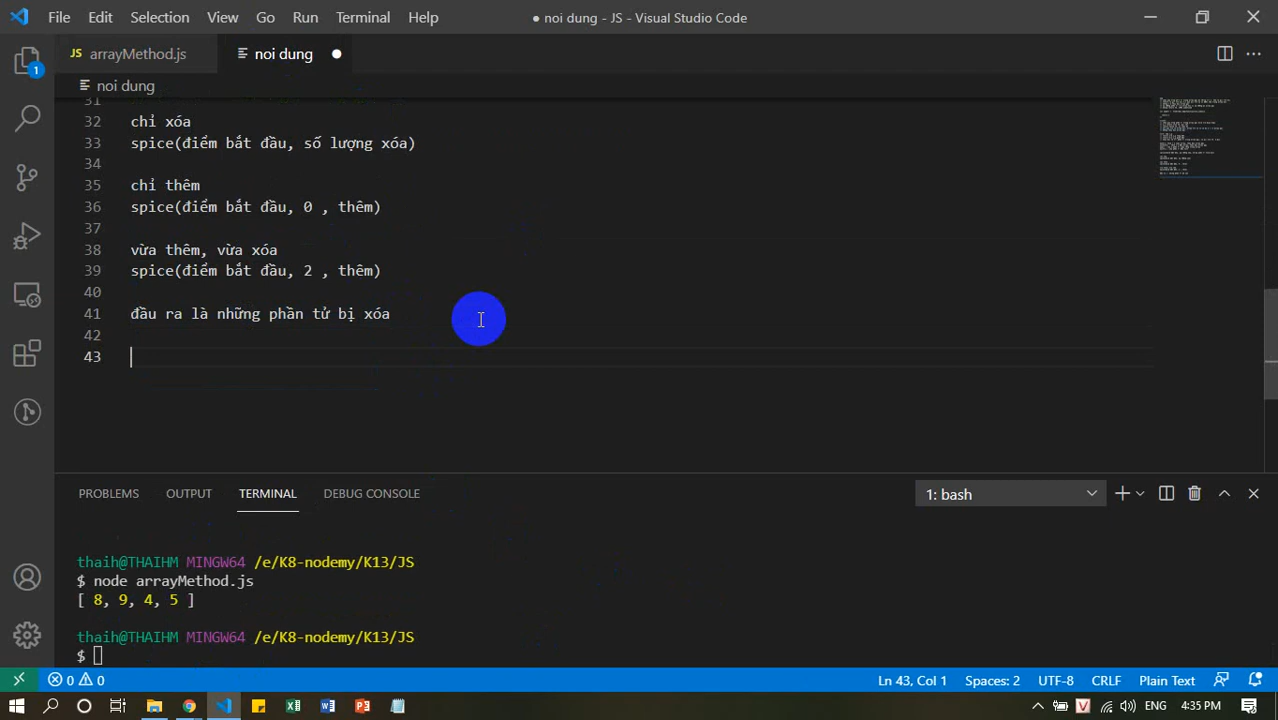 File Edit Selection View Go Run Terminal Help
● noi dung - JS - Visual Studio Code
JS arrayMethod.js
noi dung ●
noi dung
1
31
32 chỉ xóa
33 spice(điểm bắt đầu, số lượng xóa)
34
35 chỉ thêm
36 spice(điểm bắt đầu, 0 , thêm)
37
38 vừa thêm, vừa xóa
39 spice(điểm bắt đầu, 2 , thêm)
40
41 đầu ra là những phần tử bị xóa
42
43
PROBLEMS OUTPUT TERMINAL DEBUG CONSOLE
1: bash
thaih@THAIHM MINGW64 /e/K8-nodemy/K13/JS
$ node arrayMethod.js
[ 8, 9, 4, 5 ]
thaih@THAIHM MINGW64 /e/K8-nodemy/K13/JS
$
0 0 Ln 43, Col 1 Spaces: 2 UTF-8 CRLF Plain Text
V ENG 4:35 PM